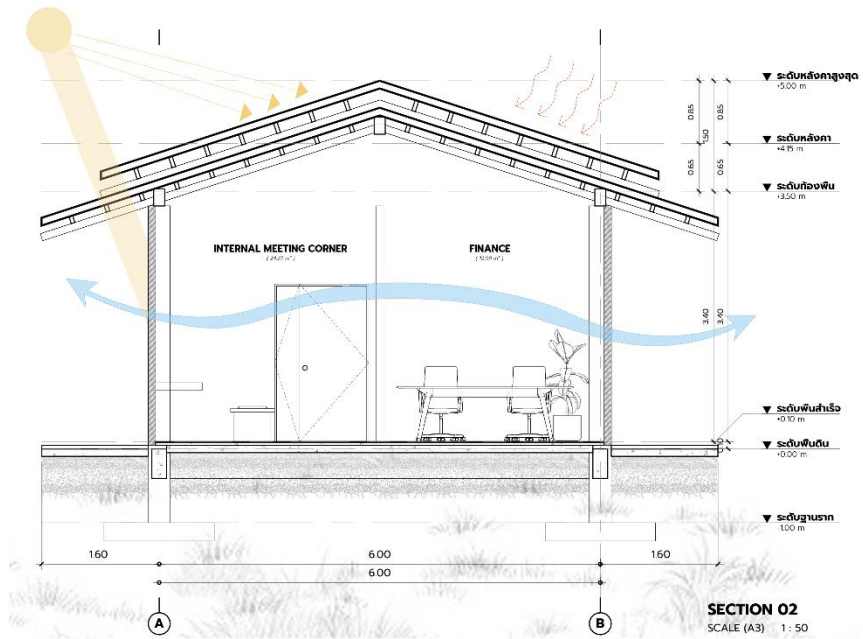 ระดับหลังคาสูงสุด
+5.00 m
0.85
1.50
0.85
ระดับหลังคา
+4.15 m
0.65
0.65
ระดับท้องพื้น
+3.50 m
INTERNAL MEETING CORNER
FINANCE
3.40
3.40
ระดับพื้นสำเร็จ
+0.10 m
ระดับพื้นดิน
+0.00 m
ระดับฐานราก
-1.00 m
1.60
6.00
1.60
6.00
A
B
SECTION 02
SCALE (A3) 1 : 50